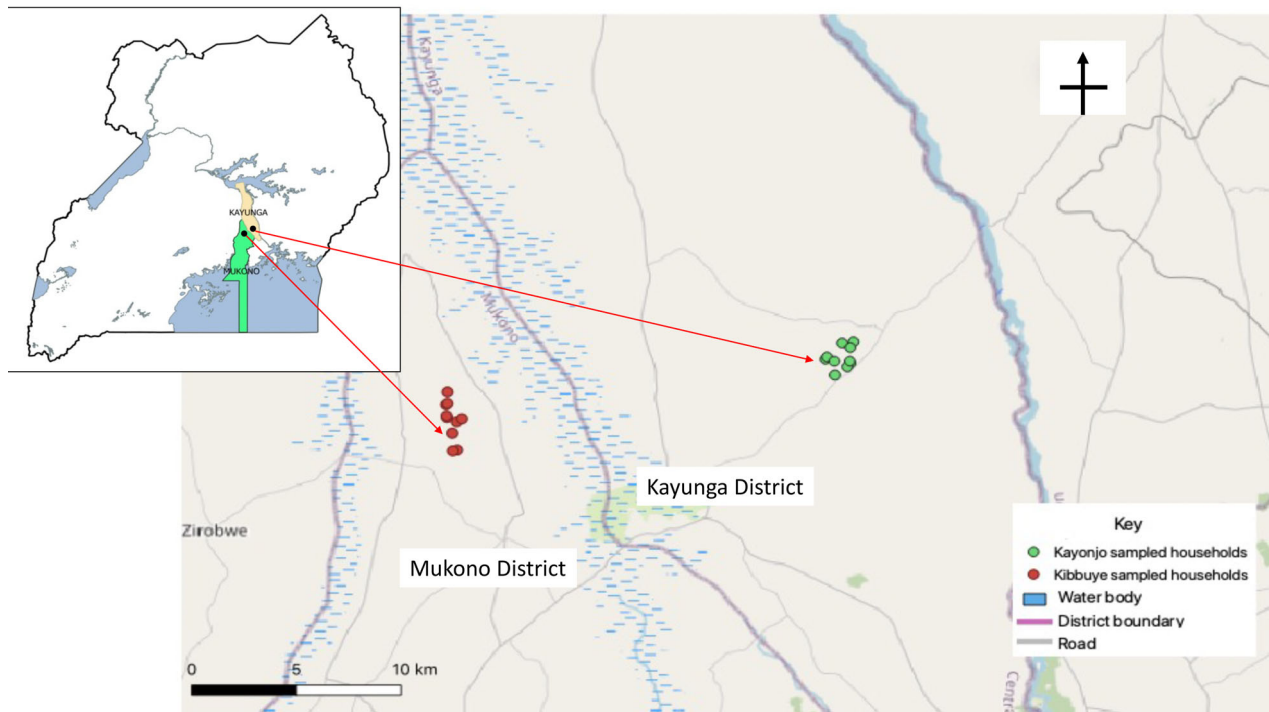 KAYUNGA
MUKONO
Kayunga
Mukono
Kayunga District
Zirobwe
Mukono District
Key
Kayonjo sampled households
Kibbuye sampled households
Water body
District boundary
Road
0 5 10 km
Centra